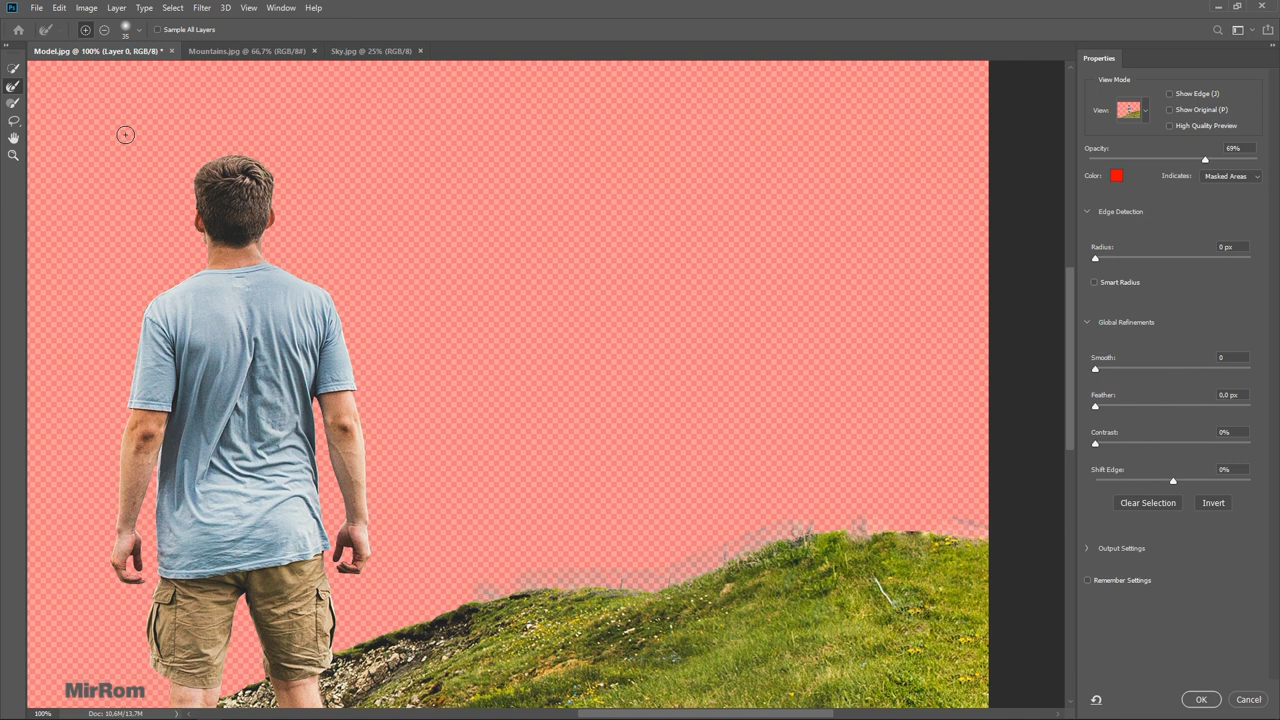 Ps File Edit Image Layer Type Select Filter 3D View Window Help
35 Sample All Layers
Model.jpg @ 100% (Layer 0, RGB/8) * × Mountains.jpg @ 66,7% (RGB/8#) × Sky.jpg @ 25% (RGB/8) ×
Properties
View Mode
Show Edge (J)
View: Show Original (P)
High Quality Preview
Opacity: 69%
Color: Indicates: Masked Areas
Edge Detection
Radius: 0 px
Smart Radius
Global Refinements
Smooth: 0
Feather: 0,0 px
Contrast: 0%
Shift Edge: 0%
Clear Selection Invert
Output Settings
Remember Settings
MirRom
OK Cancel
100% Doc: 10,6M/13,7M